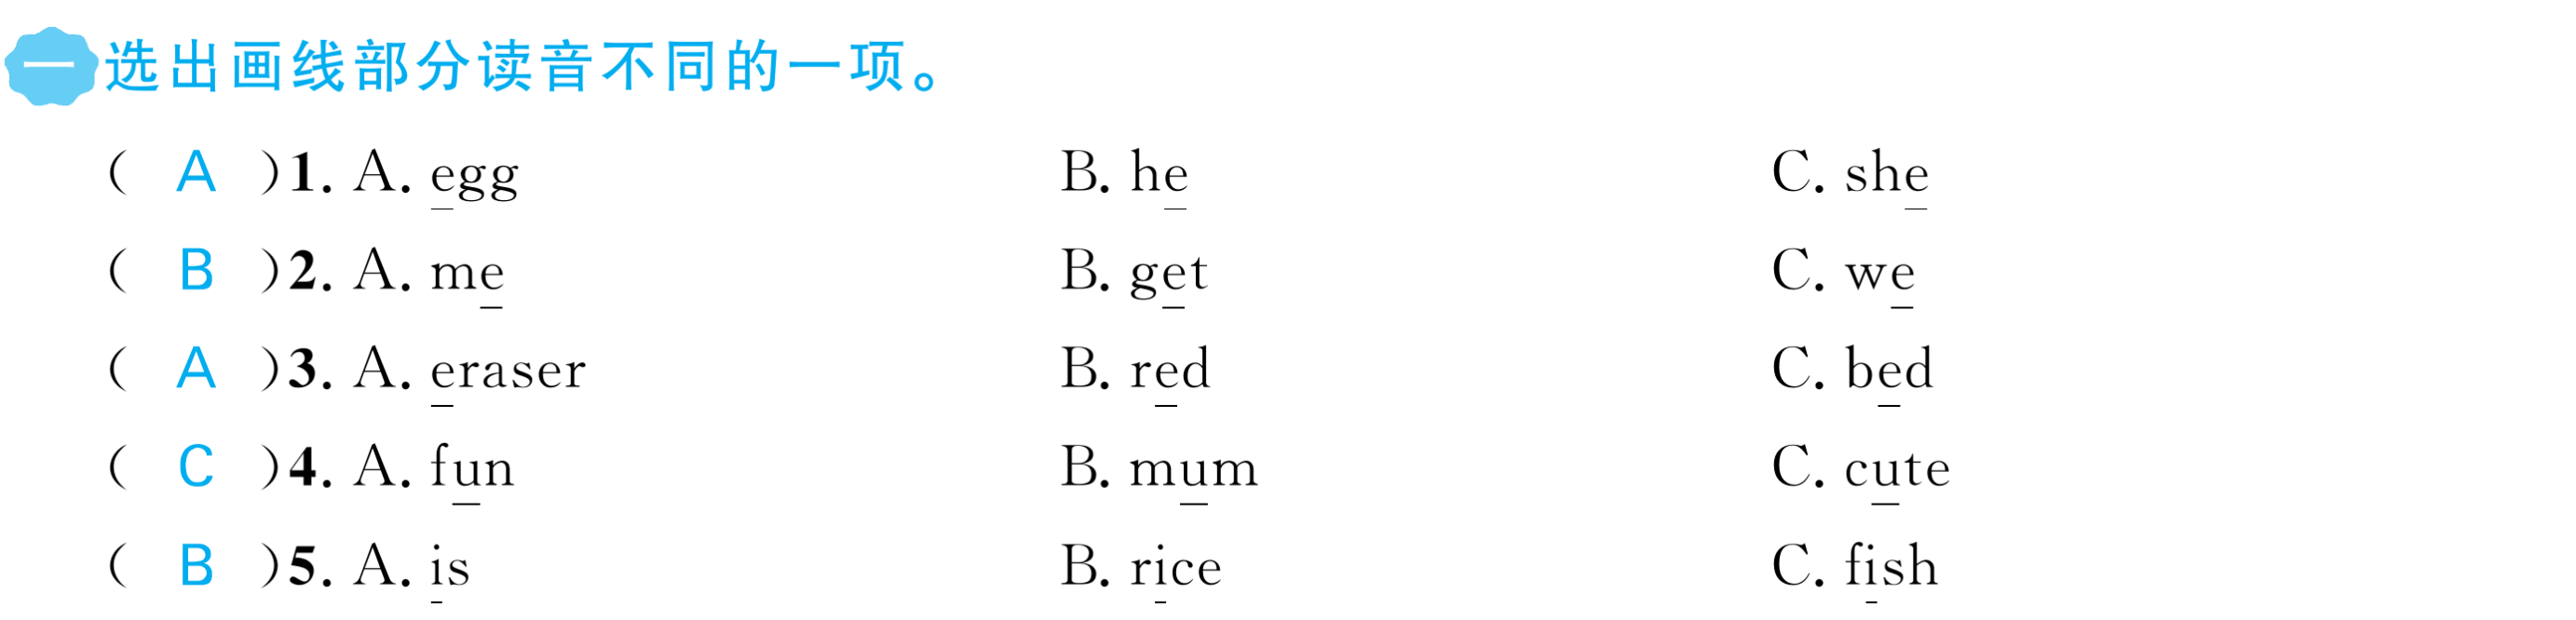 一 选出画线部分读音不同的一项。
( A )1. A. egg B. he C. she
( B )2. A. me B. get C. we
( A )3. A. eraser B. red C. bed
( C )4. A. fun B. mum C. cute
( B )5. A. is B. rice C. fish